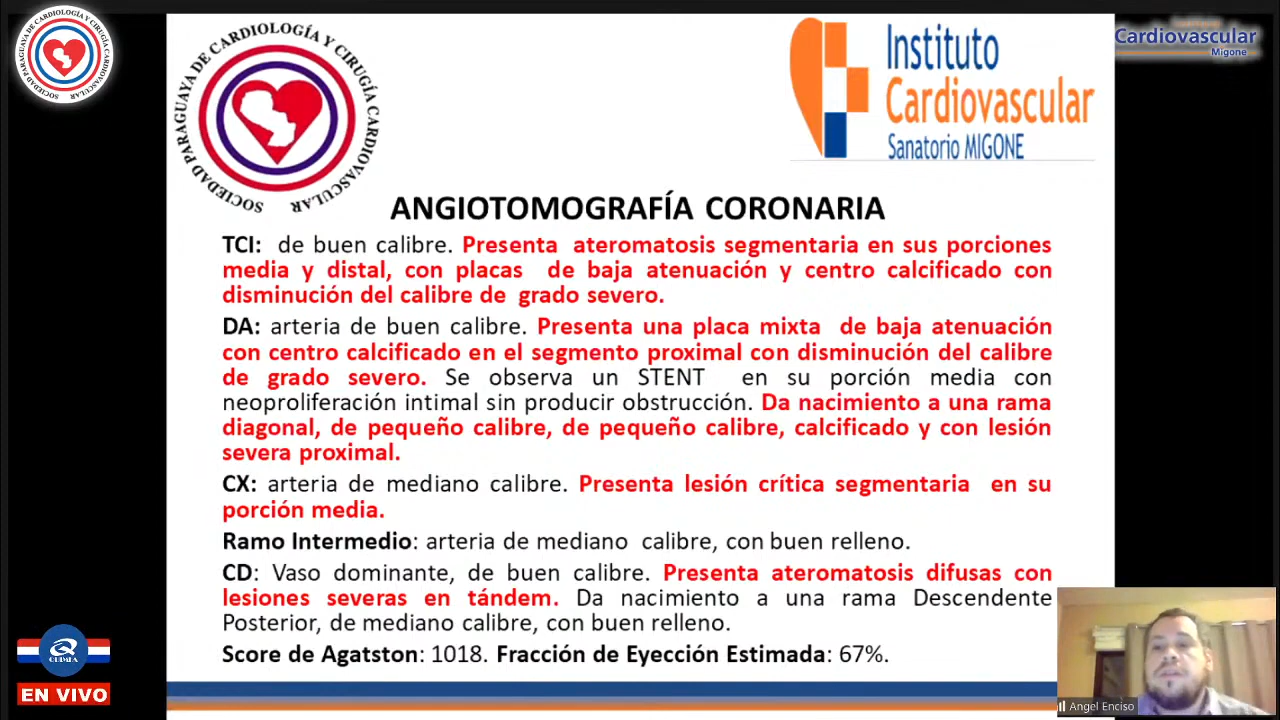 SOCIEDAD PARAGUAYA DE CARDIOLOGÍA Y CIRUGÍA CARDIOVASCULAR
SOCIEDAD PARAGUAYA DE CARDIOLOGÍA Y CIRUGÍA CARDIOVASCULAR
Instituto
Cardiovascular
Sanatorio MIGONE
Cardiovascular
Migone
ANGIOTOMOGRAFÍA CORONARIA
TCI: de buen calibre. Presenta ateromatosis segmentaria en sus porciones
media y distal, con placas de baja atenuación y centro calcificado con
disminución del calibre de grado severo.
DA: arteria de buen calibre. Presenta una placa mixta de baja atenuación
con centro calcificado en el segmento proximal con disminución del calibre
de grado severo. Se observa un STENT en su porción media con
neoproliferación intimal sin producir obstrucción. Da nacimiento a una rama
diagonal, de pequeño calibre, de pequeño calibre, calcificado y con lesión
severa proximal.
CX: arteria de mediano calibre. Presenta lesión crítica segmentaria en su
porción media.
Ramo Intermedio: arteria de mediano calibre, con buen relleno.
CD: Vaso dominante, de buen calibre. Presenta ateromatosis difusas con
lesiones severas en tándem. Da nacimiento a una rama Descendente
Posterior, de mediano calibre, con buen relleno.
Score de Agatston: 1018. Fracción de Eyección Estimada: 67%.
QUIMFA
EN VIVO
Angel Enciso